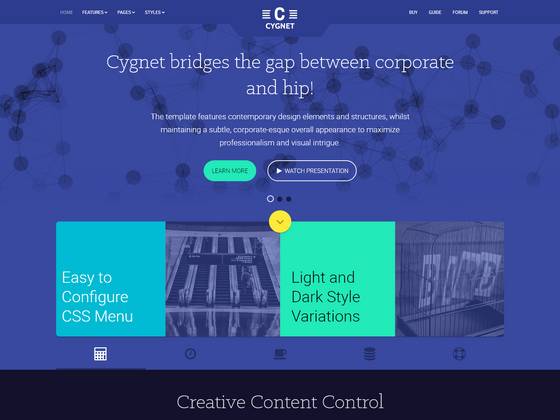 HOME FEATURES PAGES STYLES
C
CYGNET
BUY GUIDE FORUM SUPPORT
Cygnet bridges the gap between corporate
and hip!
The template features contemporary design elements and structures, whilst
maintaining a subtle, corporate-esque overall appearance to maximize
professionalism and visual intrigue
LEARN MORE
WATCH PRESENTATION
Easy to
Configure
CSS Menu
Light and
Dark Style
Variations
Creative Content Control